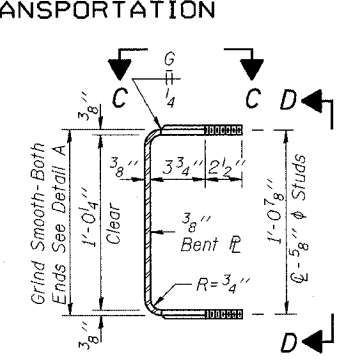 ANSPORTATION
G
1/4
C
C
D
3/8"
3/8"
3 3/4"
2 1/2"
Grind Smooth-Both
Ends See Detail A
1'-0 1/4"
Clear
3/8"
Bent ℄
R=3/4"
1'-0 7/8"
℄-5/8" φ Studs
3/8"
D